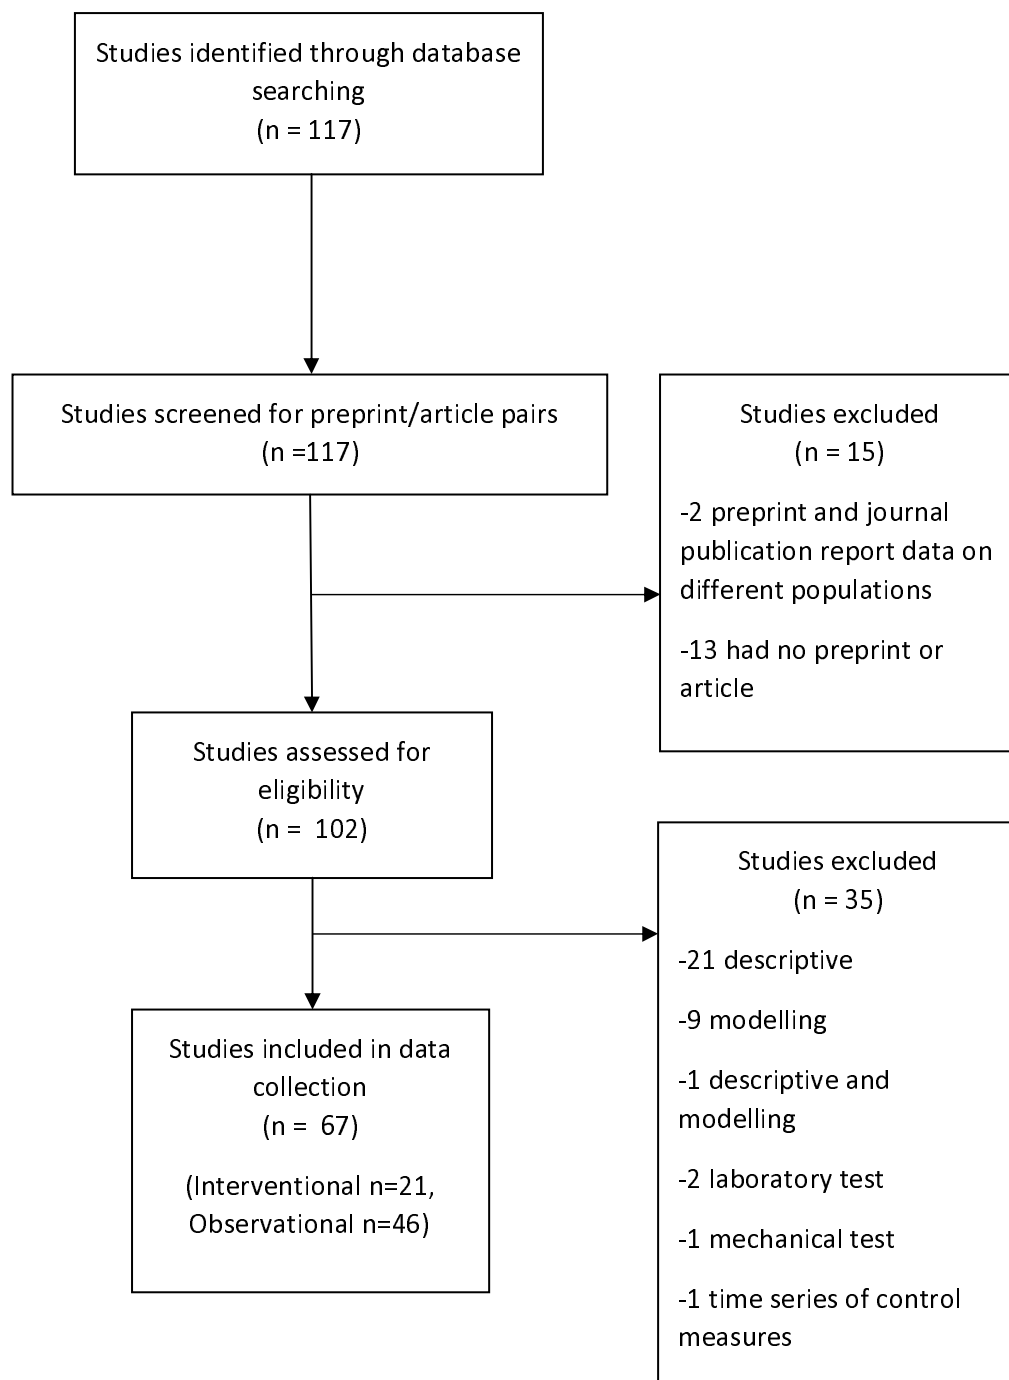 Studies identified through database
searching
(n = 117)
Studies screened for preprint/article pairs
(n =117)
Studies excluded
(n = 15)
-2 preprint and journal
publication report data on
different populations
-13 had no preprint or
article
Studies assessed for
eligibility
(n =  102)
Studies excluded
(n = 35)
-21 descriptive
-9 modelling
-1 descriptive and
modelling
-2 laboratory test
-1 mechanical test
-1 time series of control
measures
Studies included in data
collection
(n =  67)
(Interventional n=21,
Observational n=46)